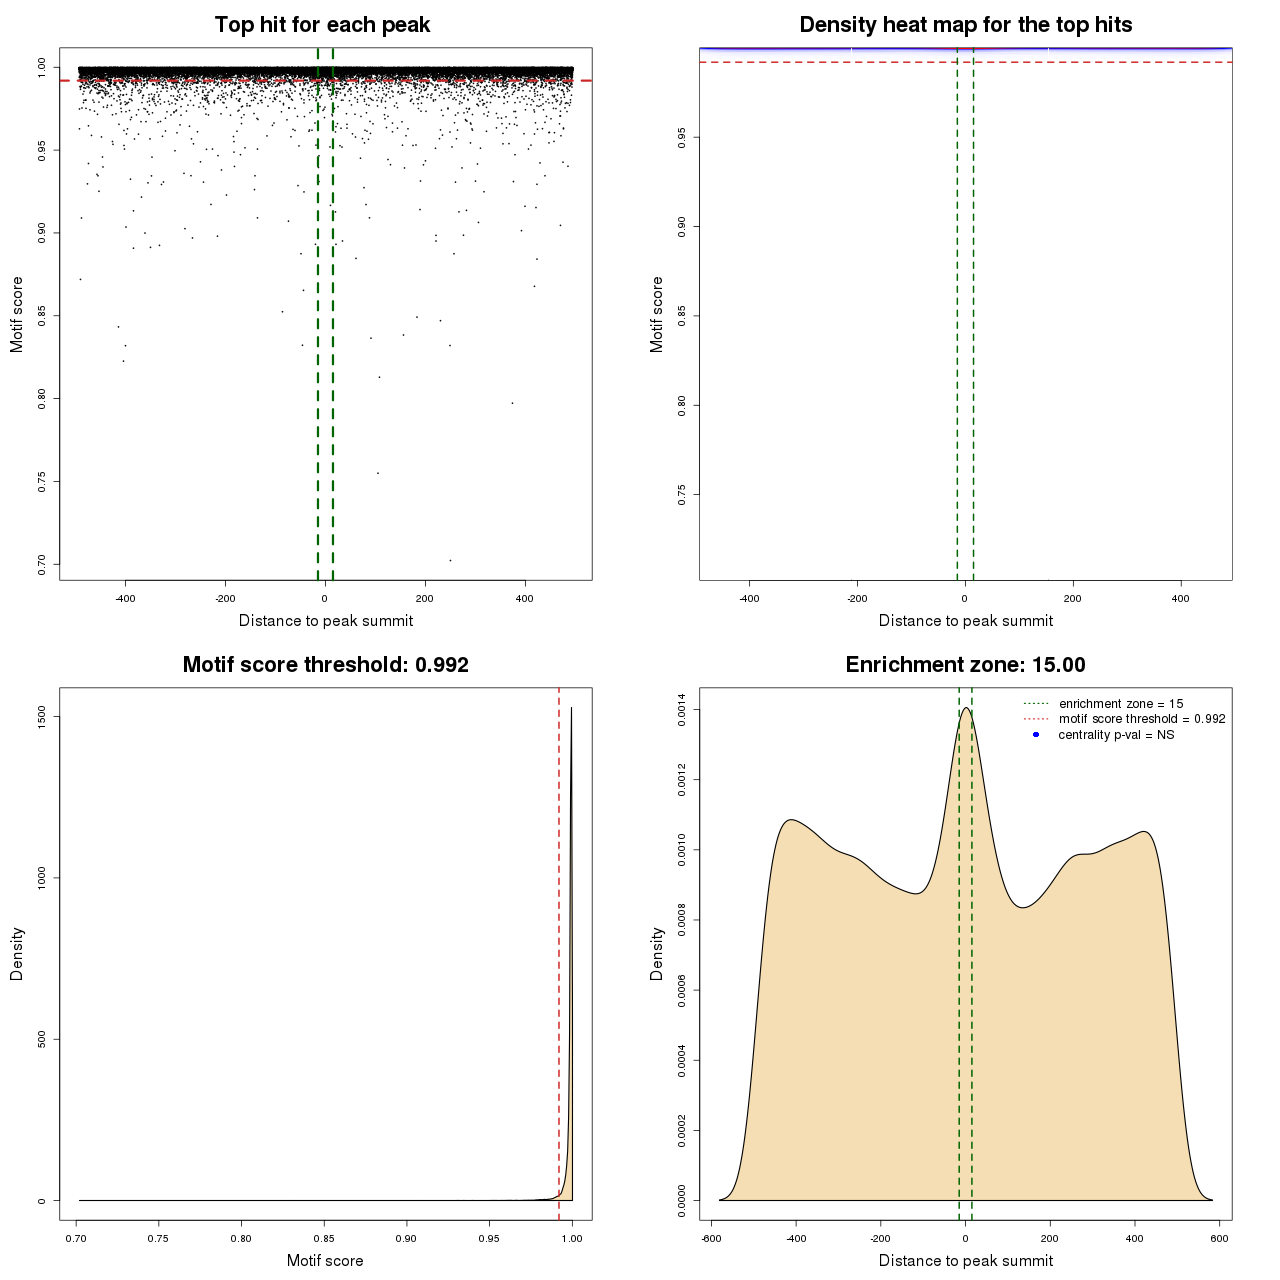 Top hit for each peak
Motif score
1.00
0.95
0.90
0.85
0.80
0.75
0.70
-400 -200 0 200 400
Distance to peak summit
Density heat map for the top hits
Motif score
0.95
0.90
0.85
0.80
0.75
-400 -200 0 200 400
Distance to peak summit
Motif score threshold: 0.992
Density
1500
1000
500
0
0.70 0.75 0.80 0.85 0.90 0.95 1.00
Motif score
Enrichment zone: 15.00
enrichment zone = 15
motif score threshold = 0.992
centrality p-val = NS
Density
0.0014
0.0012
0.0010
0.0008
0.0006
0.0004
0.0002
0.0000
-600 -400 -200 0 200 400 600
Distance to peak summit